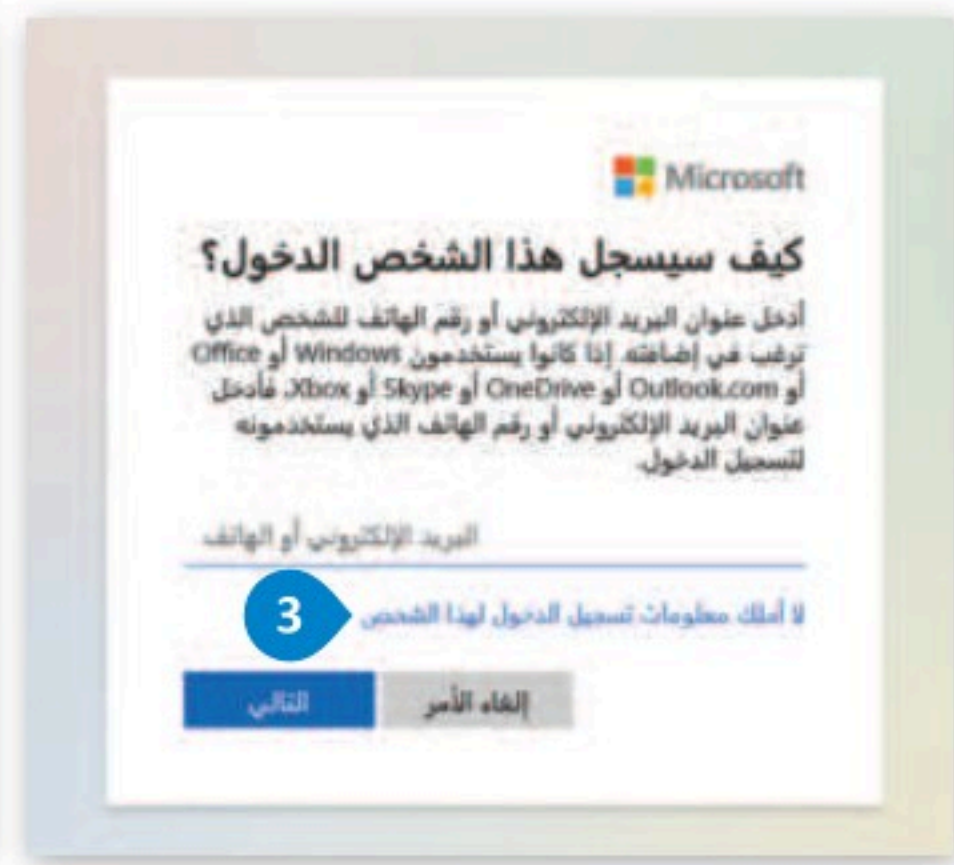 Microsoft
كيف سيسجل هذا الشخص الدخول؟
أدخل عنوان البريد الإلكتروني أو رقم الهاتف للشخص الذي
ترغب في إضافته. إذا كانوا يستخدمون Windows أو Office
أو Outlook.com أو OneDrive أو Skype أو Xbox، فأدخل
عنوان البريد الإلكتروني أو رقم الهاتف الذي يستخدمونه
لتسجيل الدخول.
البريد الإلكتروني أو الهاتف
لا أملك معلومات تسجيل الدخول لهذا الشخص
3
إلغاء الأمر
التالي